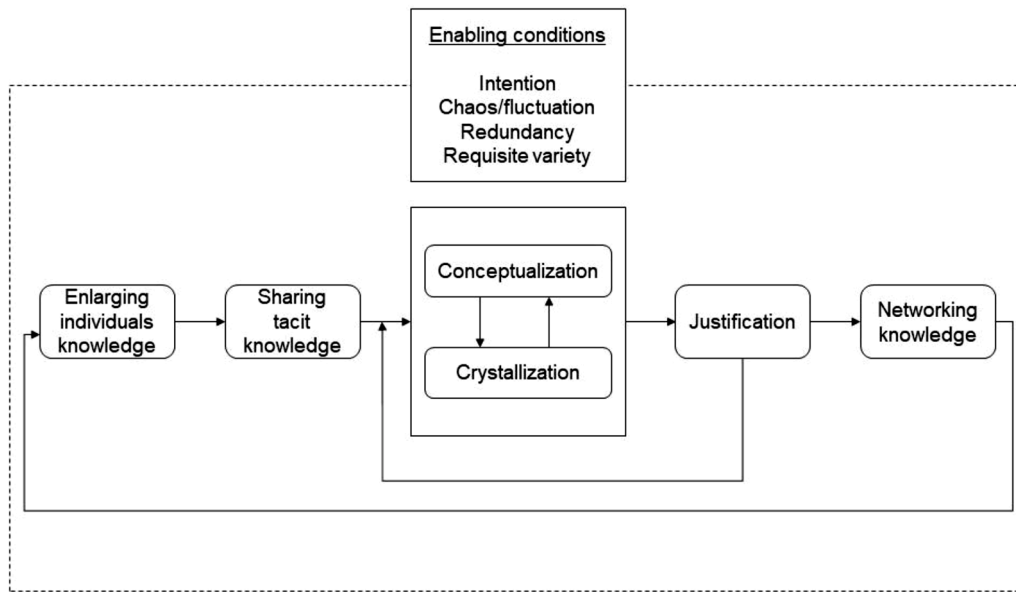 Enabling conditions
Intention
Chaos/fluctuation
Redundancy
Requisite variety
Enlarging
individuals
knowledge
Sharing
tacit
knowledge
Conceptualization
Crystallization
Justification
Networking
knowledge